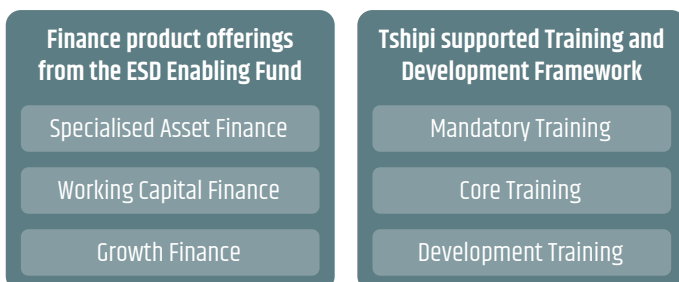 Finance product offerings
from the ESD Enabling Fund
Specialised Asset Finance
Working Capital Finance
Growth Finance
Tshipi supported Training and
Development Framework
Mandatory Training
Core Training
Development Training